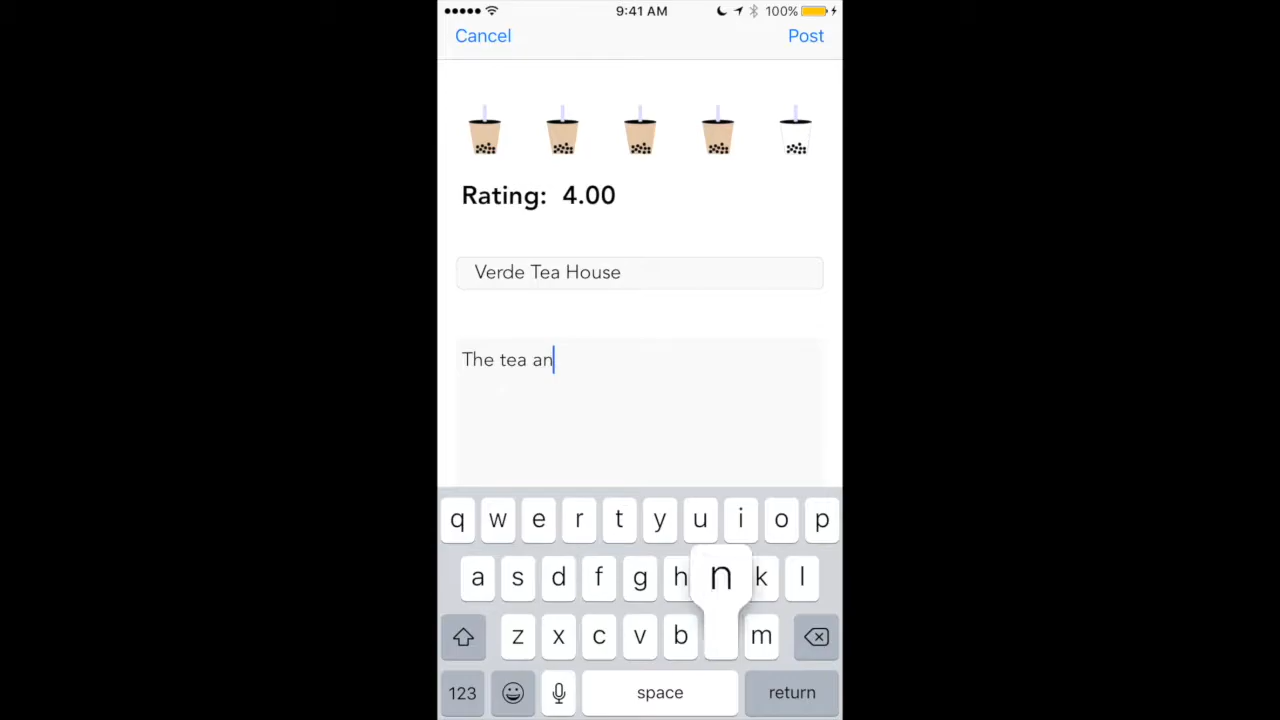 9:41 AM
100%
Cancel
Post
Rating: 4.00
Verde Tea House
The tea an
q w e r t y u i o p
a s d f g h n k l
z x c v b m
123 space return